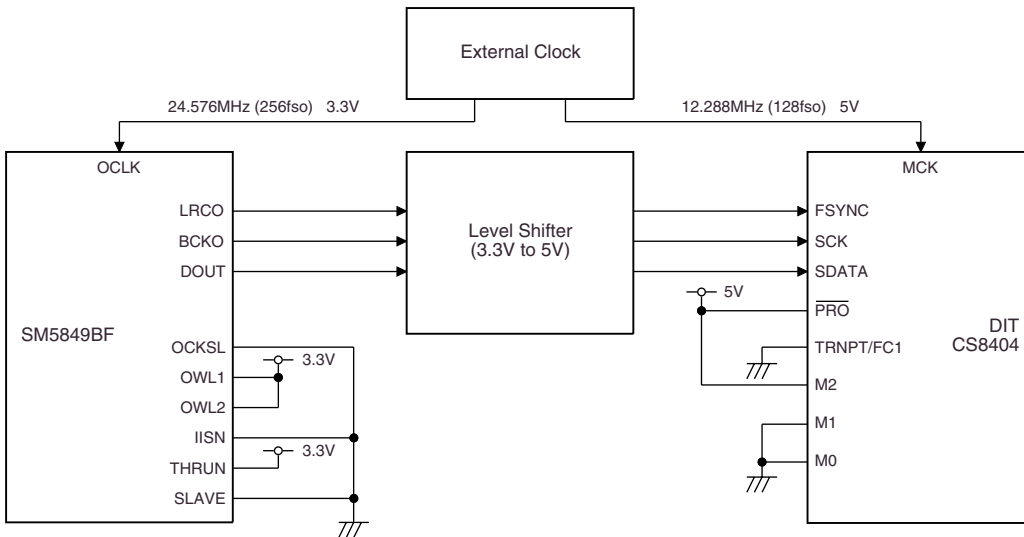 External Clock
24.576MHz (256fso) 3.3V
12.288MHz (128fso) 5V
OCLK
LRCO
BCKO
DOUT
SM5849BF
OCKSL
OWL1
OWL2
IISN
THRUN
SLAVE
3.3V
3.3V
Level Shifter
(3.3V to 5V)
MCK
FSYNC
SCK
SDATA
5V
PRO
TRNPT/FC1
M2
M1
M0
DIT
CS8404